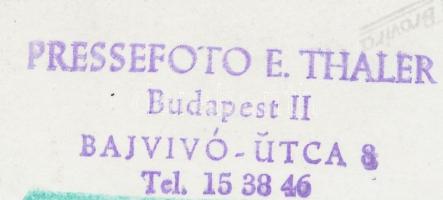 PRESSEFOTO E. THALER
Budapest II
BAJVIVÓ-ŬTCA 8
Tel. 15 38 46